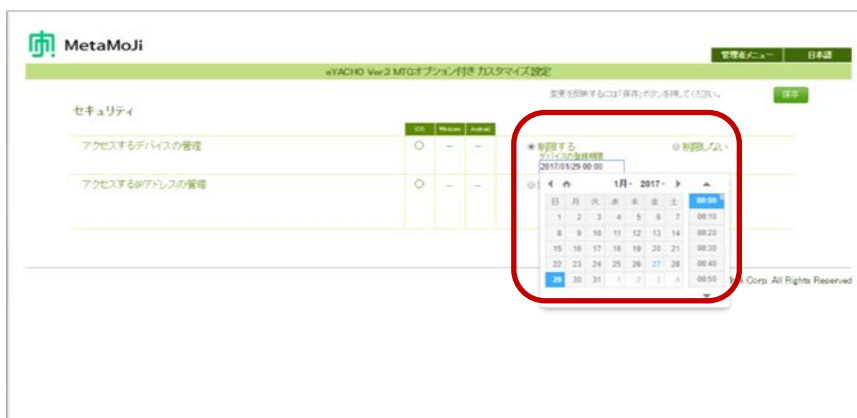 MetaMoJi
管理者メニュー 日本語
eYACHO Ver.3 MTGオプション付き カスタマイズ設定
変更を印刷するには「保存」ボタンを押してください。 保存
セキュリティ
iOS Windows Android
アクセスするデバイスの管理 ○ - - 制限する 制限しない
デバイスの登録期限
2017/01/29 00:00
アクセスするIPアドレスの管理 ○ - -
1月 2017
日 月 火 水 木 金 土 00:00
1 2 3 4 5 6 7 00:10
8 9 10 11 12 13 14 00:20
15 16 17 18 19 20 21 00:30
22 23 24 25 26 27 28 00:40
29 30 31 1 2 3 4 00:50
Corp. All Rights Reserved